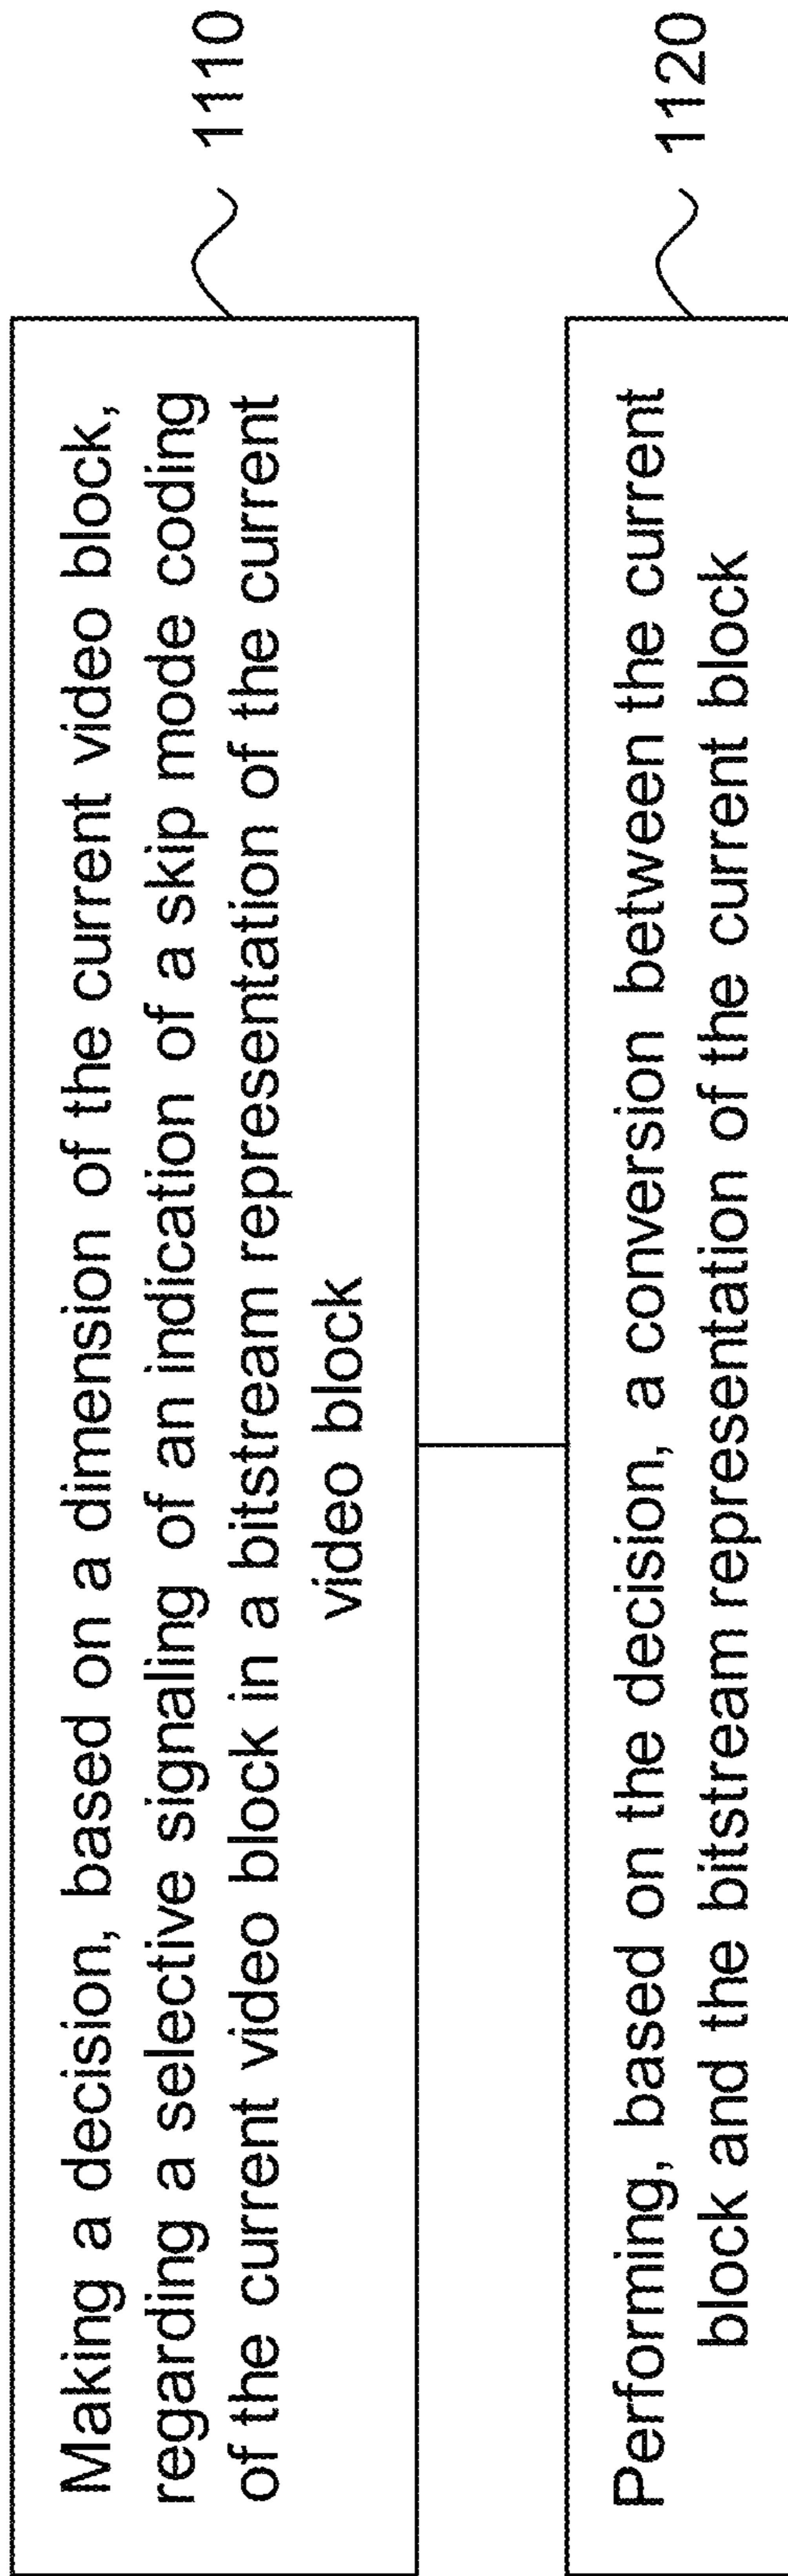 Making a decision, based on a dimension of the current video block,
regarding a selective signaling of an indication of a skip mode coding
of the current video block in a bitstream representation of the current
video block
1110
Performing, based on the decision, a conversion between the current
block and the bitstream representation of the current block
1120